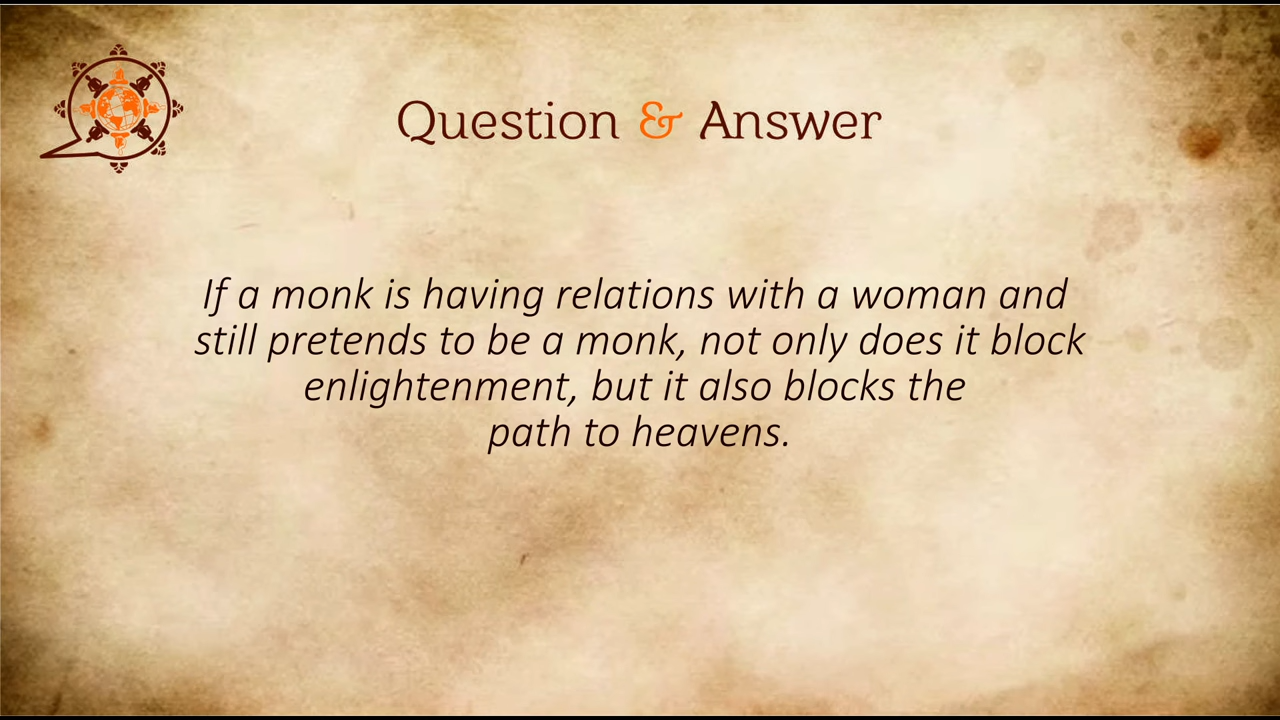 Question & Answer
If a monk is having relations with a woman and
still pretends to be a monk, not only does it block
enlightenment, but it also blocks the
path to heavens.